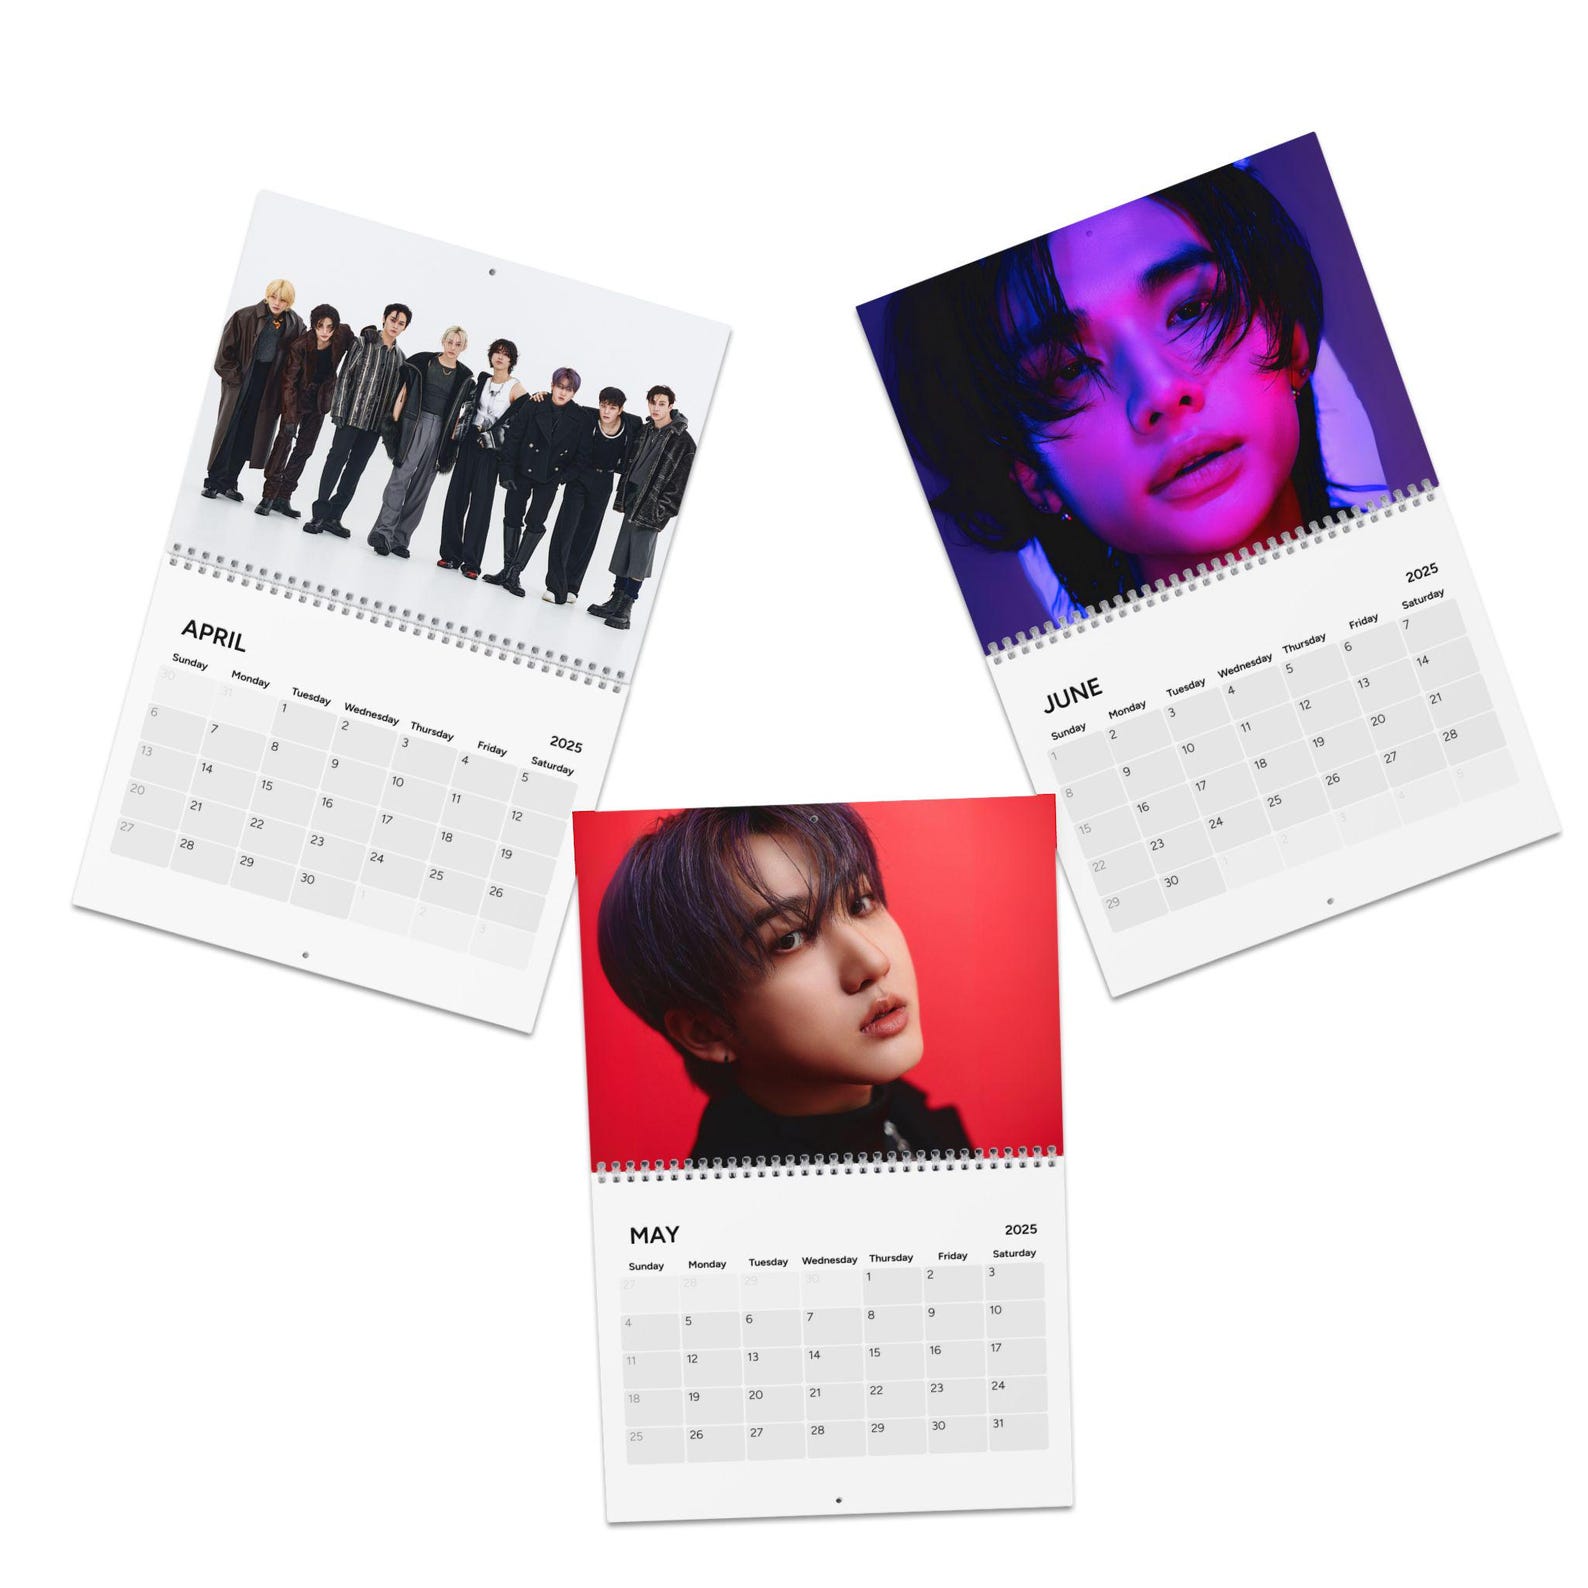 APRIL
2025
Sunday Monday Tuesday Wednesday Thursday Friday Saturday
30 31 1 2 3 4 5
6 7 8 9 10 11 12
13 14 15 16 17 18 19
20 21 22 23 24 25 26
27 28 29 30 1 2 3
JUNE
2025
Sunday Monday Tuesday Wednesday Thursday Friday Saturday
1 2 3 4 5 6 7
8 9 10 11 12 13 14
15 16 17 18 19 20 21
22 23 24 25 26 27 28
29 30 1 2 3 4 5
MAY 2025
Sunday Monday Tuesday Wednesday Thursday Friday Saturday
27 28 29 30 1 2 3
4 5 6 7 8 9 10
11 12 13 14 15 16 17
18 19 20 21 22 23 24
25 26 27 28 29 30 31